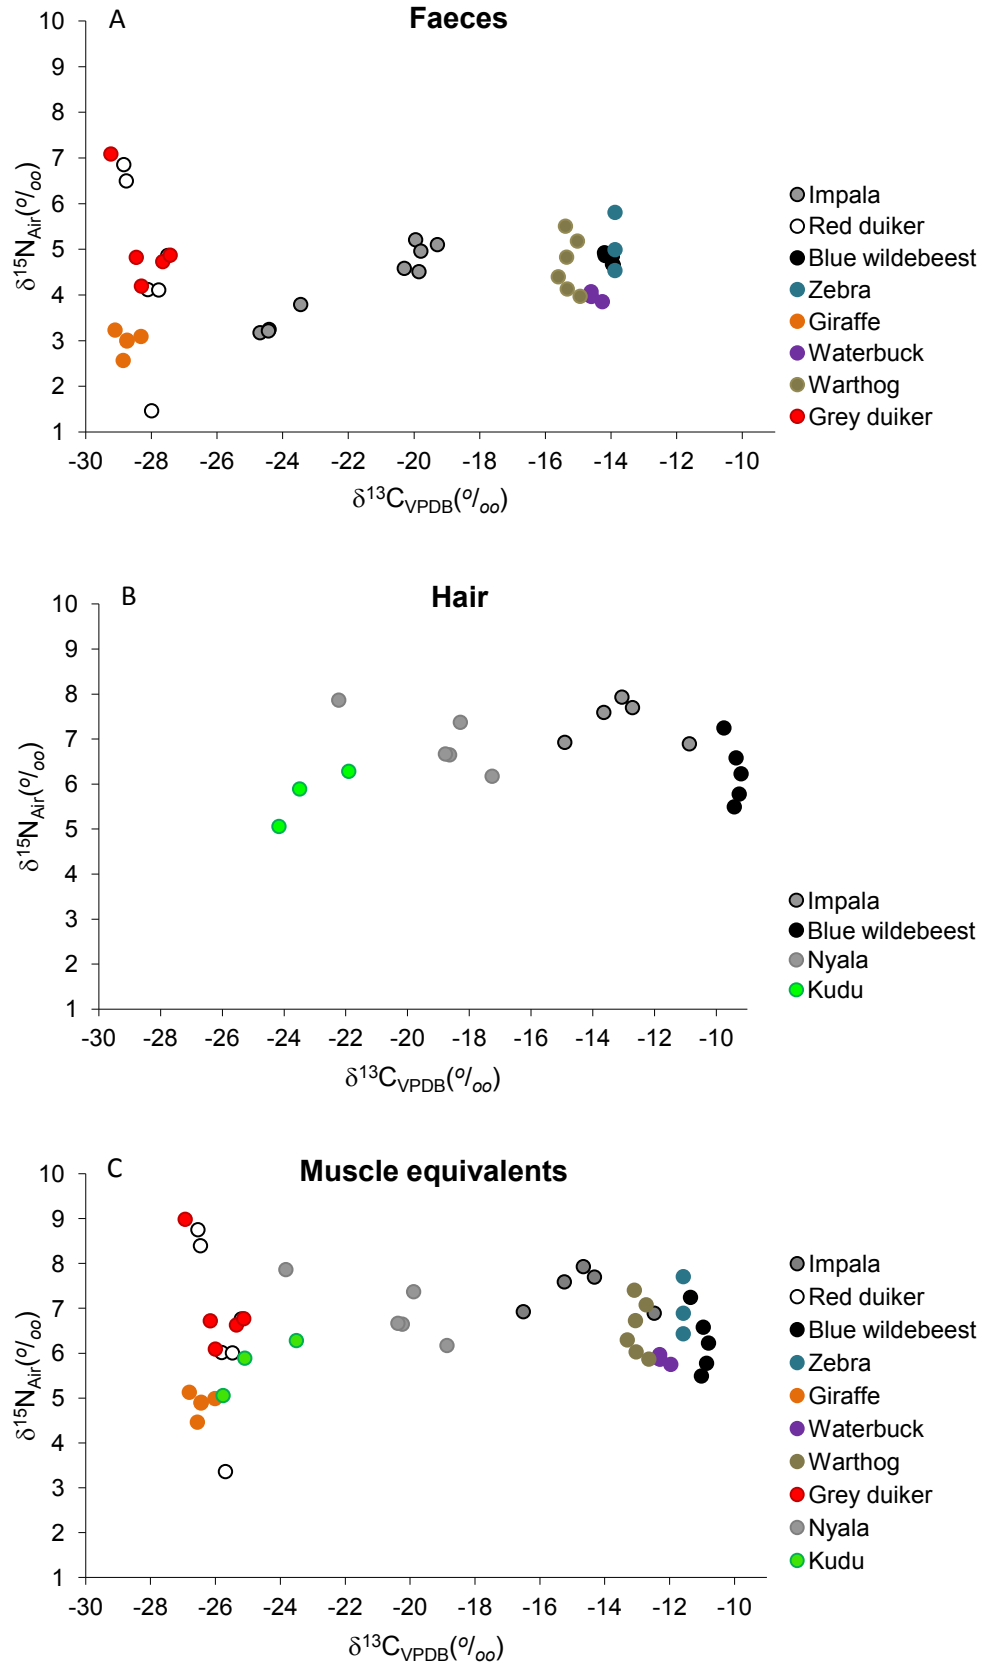 A Faeces
10
9
8
7
6
5
4
3
2
1
δ15NAir(o/oo)
-30 -28 -26 -24 -22 -20 -18 -16 -14 -12 -10
δ13CVPDB(o/oo)
Impala
Red duiker
Blue wildebeest
Zebra
Giraffe
Waterbuck
Warthog
Grey duiker
B Hair
10
9
8
7
6
5
4
3
2
1
δ15NAir(o/oo)
-30 -28 -26 -24 -22 -20 -18 -16 -14 -12 -10
δ13CVPDB(o/oo)
Impala
Blue wildebeest
Nyala
Kudu
C Muscle equivalents
10
9
8
7
6
5
4
3
2
1
δ15NAir(o/oo)
-30 -28 -26 -24 -22 -20 -18 -16 -14 -12 -10
δ13CVPDB(o/oo)
Impala
Red duiker
Blue wildebeest
Zebra
Giraffe
Waterbuck
Warthog
Grey duiker
Nyala
Kudu